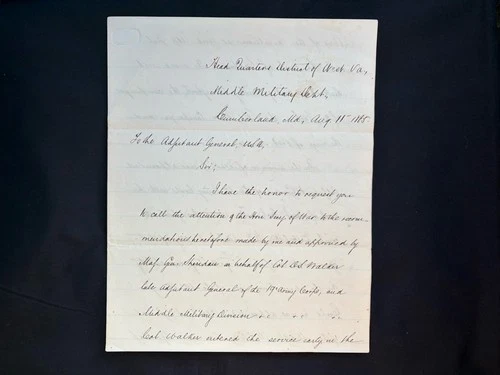 Head Quarters District of West Va,
Middle Military Dept.
Cumberland, Md, Aug 11" 1865
To the Adjutant General, U.S.A.
Sir;
I have the honor to request you
to call the attention of the Hon Secy of War to the recom-
mendations heretofore made by me and approved by
Maj. Gen Sheridan in behalf of Col. C.S. Walker
late Adjutant General of the 19" Army Corps, and
Middle Military Division
Col Walker entered the service early in the